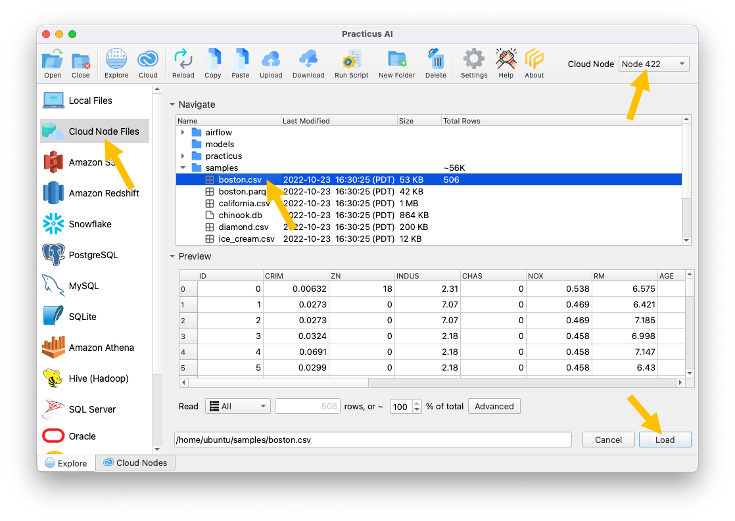 Practicus AI
Open Close Explore Cloud Reload Copy Paste Upload Download Run Script New Folder Delete Settings Help About Cloud Node Node 422
Local Files
Cloud Node Files
Amazon S3
Amazon Redshift
Snowflake
PostgreSQL
MySQL
SQLite
Amazon Athena
Hive (Hadoop)
SQL Server
Oracle
Navigate
Name Last Modified Size Total Rows
airflow
models
practicus
samples ~56K
boston.csv 2022-10-23 16:30:25 (PDT) 53 KB 506
boston.parq 2022-10-23 16:30:25 (PDT) 42 KB
california.csv 2022-10-23 16:30:25 (PDT) 1 MB
chinook.db 2022-10-23 16:30:25 (PDT) 864 KB
diamond.csv 2022-10-23 16:30:25 (PDT) 200 KB
ice_cream.csv 2022-10-23 16:30:25 (PDT) 12 KB
Preview
ID CRIM ZN INDUS CHAS NOX RM AGE
0 0 0.00632 18 2.31 0 0.538 6.575
1 1 0.0273 0 7.07 0 0.469 6.421
2 2 0.0273 0 7.07 0 0.469 7.185
3 3 0.0324 0 2.18 0 0.458 6.998
4 4 0.0691 0 2.18 0 0.458 7.147
5 5 0.0299 0 2.18 0 0.458 6.43
Read All 506 rows, or ~ 100 % of total Advanced
/home/ubuntu/samples/boston.csv Cancel Load
Explore Cloud Nodes